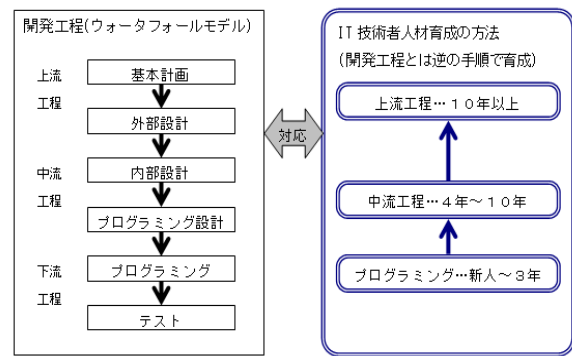 開発工程(ウォータフォールモデル)
上流
工程
基本計画
外部設計
中流
工程
内部設計
プログラミング設計
下流
工程
プログラミング
テスト
対応
IT 技術者人材育成の方法
(開発工程とは逆の手順で育成)
上流工程…１０年以上
中流工程…４年～１０年
プログラミング…新人～３年